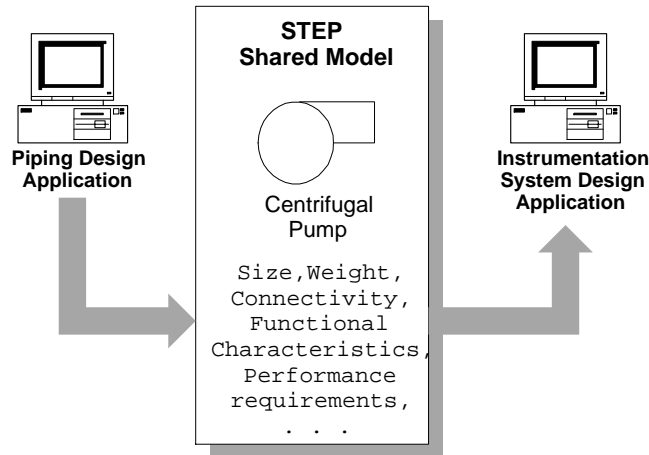 STEP
Shared Model
Piping Design
Application
Instrumentation
System Design
Application
Centrifugal
Pump
Size,Weight,
Connectivity,
Functional
Characteristics,
Performance
requirements,
. . .